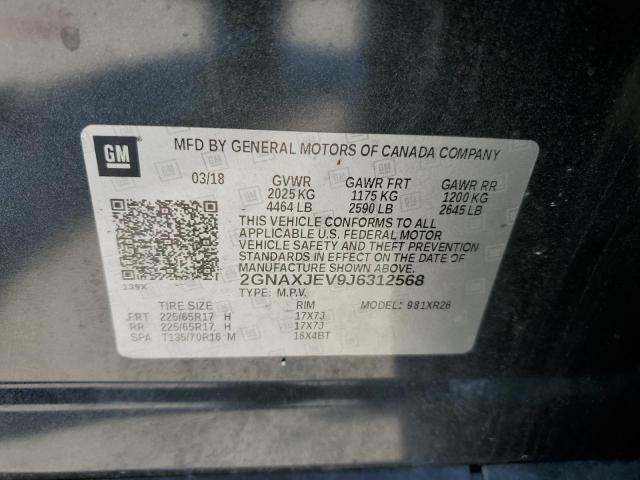 GM
MFD BY GENERAL MOTORS OF CANADA COMPANY
03/18 GVWR GAWR FRT GAWR RR
2025 KG 1175 KG 1200 KG
4464 LB 2590 LB 2645 LB
THIS VEHICLE CONFORMS TO ALL
APPLICABLE U.S. FEDERAL MOTOR
VEHICLE SAFETY AND THEFT PREVENTION
STANDARDS IN EFFECT ON THE DATE OF
MANUFACTURE SHOWN ABOVE.
139X 2GNAXJEV9J6312568
TYPE: M.P.V. MODEL: 981XR26
TIRE SIZE RIM
FRT 225/65R17 H 17X7J
RR 225/65R17 H 17X7J
SPA T135/70R16 M 16X4BT